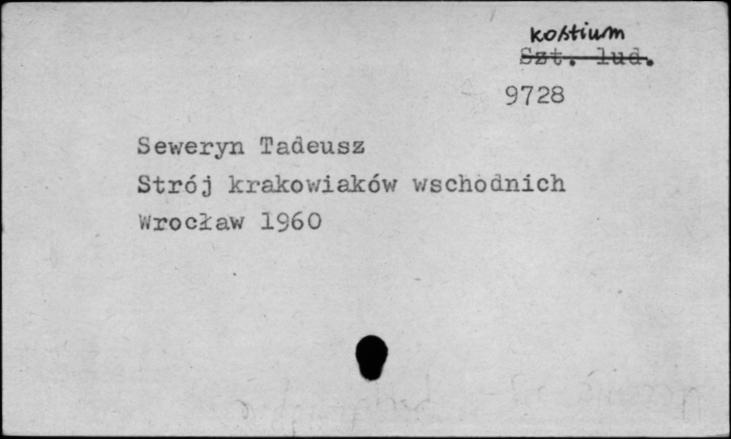 kostium
Szt. lud.
9728
Seweryn Tadeusz
Strój krakowiaków wschodnich
Wrocław 1960